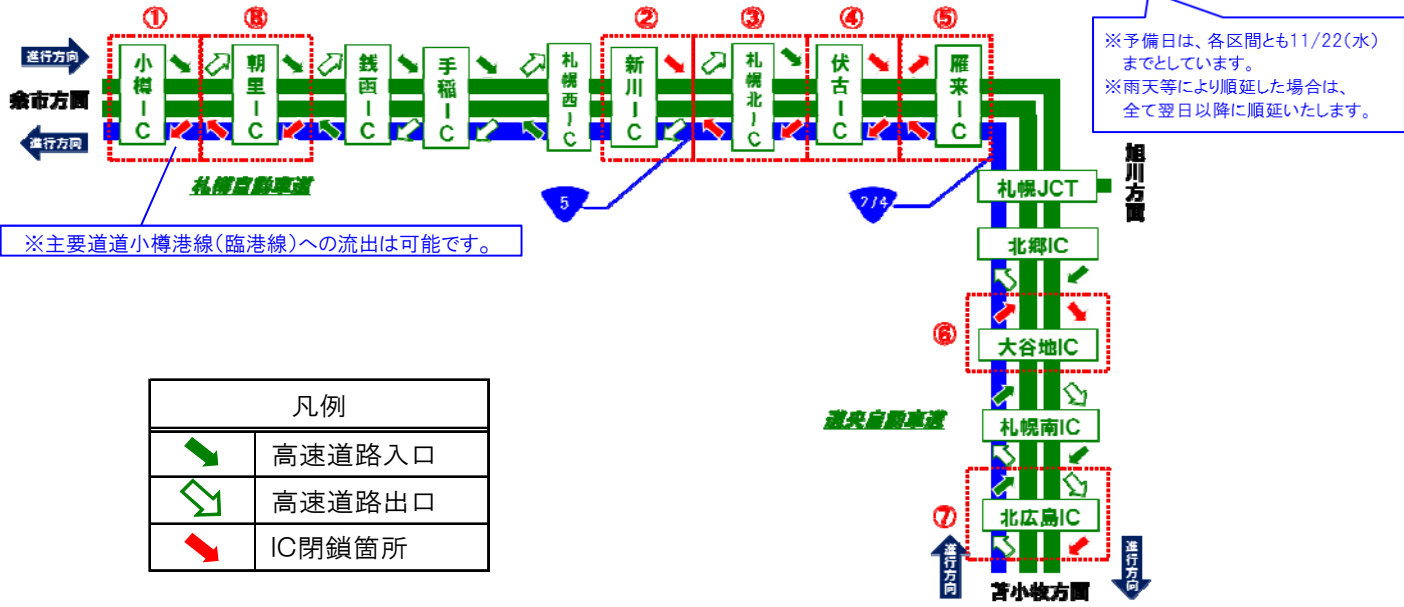 ① ⑧ ② ③ ④ ⑤
進行方向
余市方面
進行方向
小樽IC
朝里IC
銭函IC
手稲IC
札幌西IC
新川IC
札幌北IC
伏古IC
雁来IC
※予備日は、各区間とも11/22(水)
までとしています。
※雨天等により順延した場合は、
全て翌日以降に順延いたします。
札樽自動車道
※主要道道小樽港線(臨港線)への流出は可能です。
5
274
旭川方面
札幌JCT
北郷IC
⑥
大谷地IC
道央自動車道
札幌南IC
⑦
北広島IC
進行方向
進行方向
苫小牧方面
凡例
高速道路入口
高速道路出口
IC閉鎖箇所